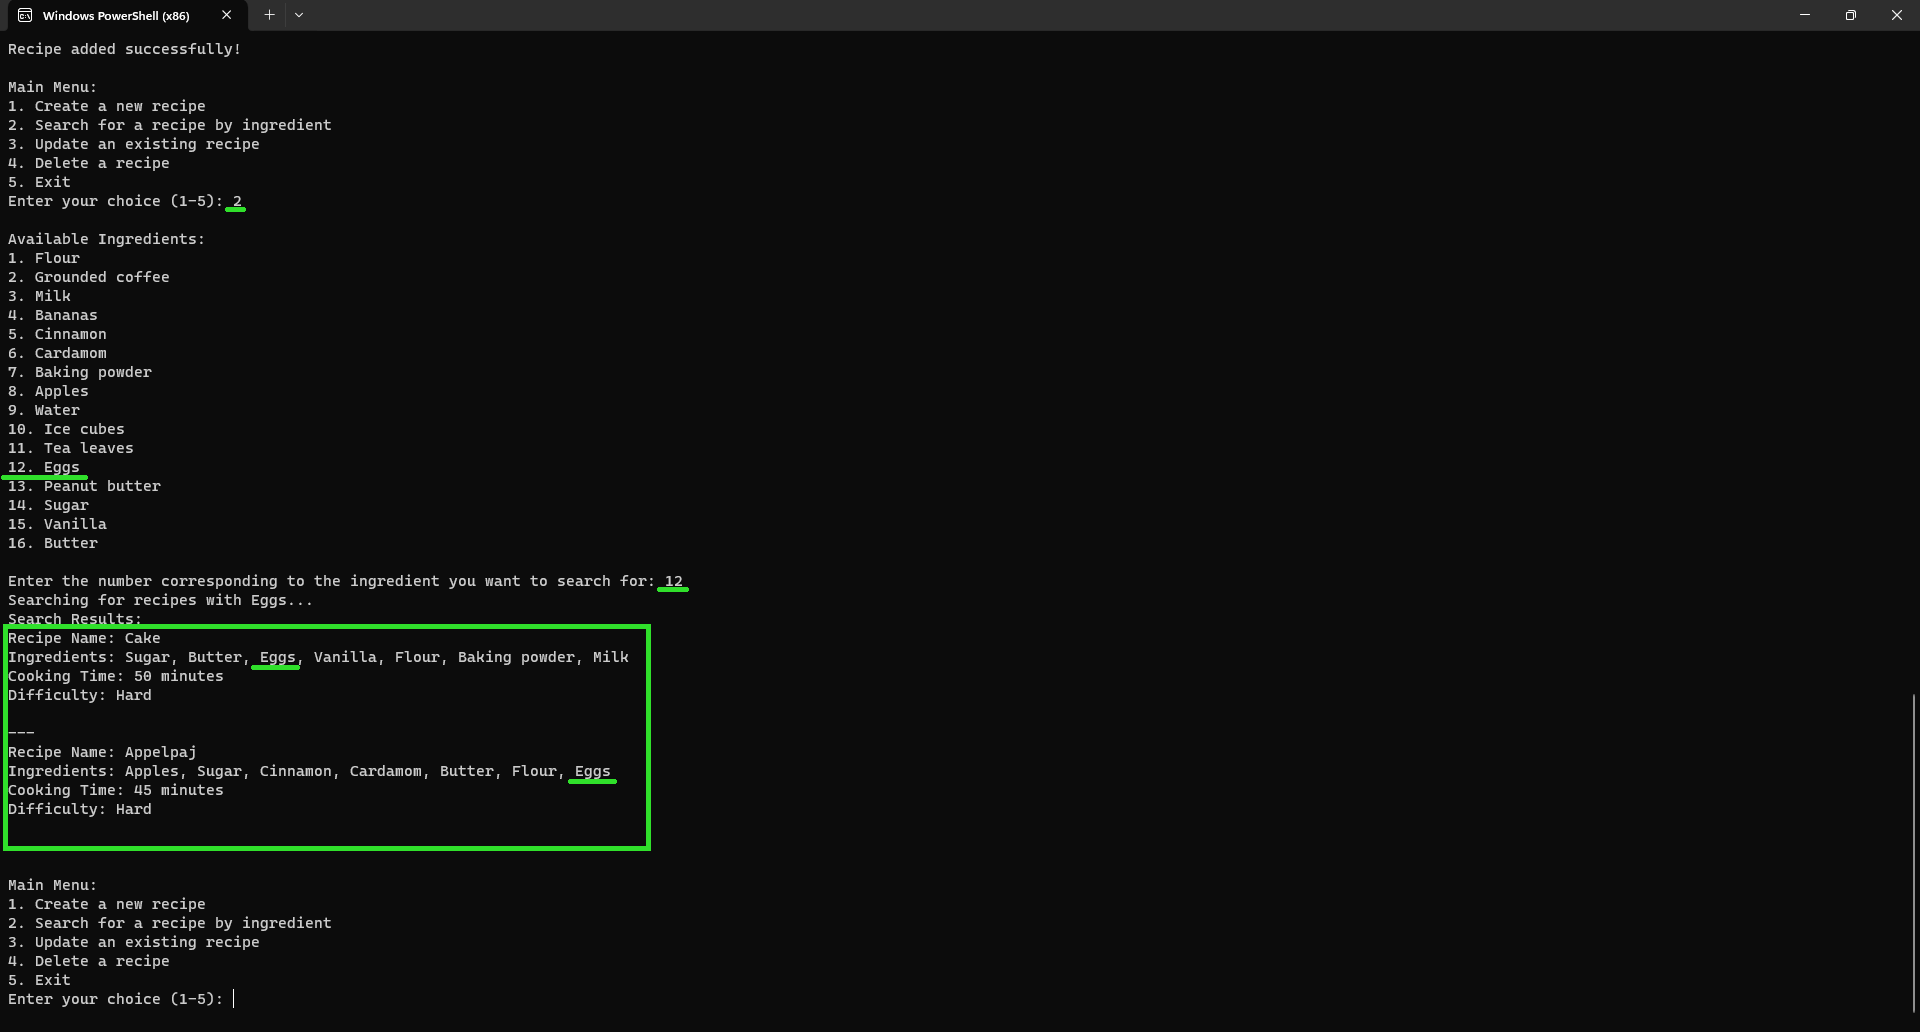 Windows PowerShell (x86)
Recipe added successfully!
Main Menu:
1. Create a new recipe
2. Search for a recipe by ingredient
3. Update an existing recipe
4. Delete a recipe
5. Exit
Enter your choice (1-5): 2
Available Ingredients:
1. Flour
2. Grounded coffee
3. Milk
4. Bananas
5. Cinnamon
6. Cardamom
7. Baking powder
8. Apples
9. Water
10. Ice cubes
11. Tea leaves
12. Eggs
13. Peanut butter
14. Sugar
15. Vanilla
16. Butter
Enter the number corresponding to the ingredient you want to search for: 12
Searching for recipes with Eggs...
Search Results:
Recipe Name: Cake
Ingredients: Sugar, Butter, Eggs, Vanilla, Flour, Baking powder, Milk
Cooking Time: 50 minutes
Difficulty: Hard
---
Recipe Name: Appelpaj
Ingredients: Apples, Sugar, Cinnamon, Cardamom, Butter, Flour, Eggs
Cooking Time: 45 minutes
Difficulty: Hard
Main Menu:
1. Create a new recipe
2. Search for a recipe by ingredient
3. Update an existing recipe
4. Delete a recipe
5. Exit
Enter your choice (1-5):